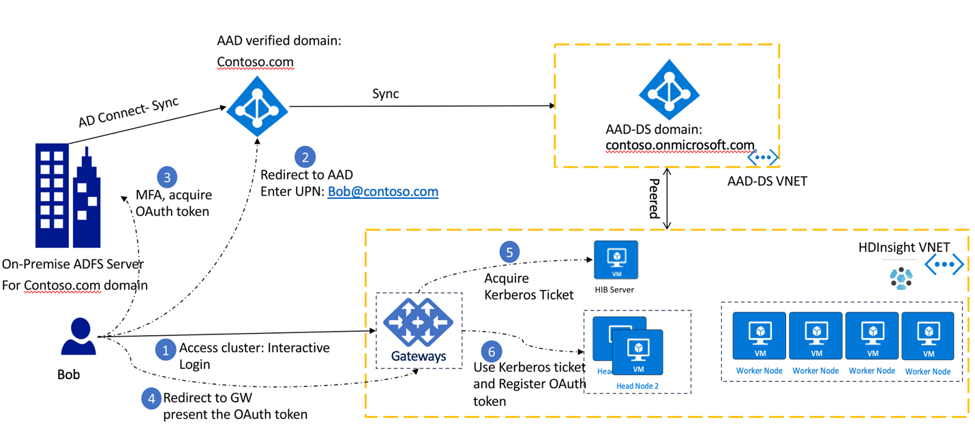 AAD verified domain:
Contoso.com
AD Connect- Sync
Sync
AAD-DS domain:
contoso.onmicrosoft.com
AAD-DS VNET
2
Redirect to AAD
Enter UPN: Bob@contoso.com
3
MFA, acquire
OAuth token
Peered
On-Premise ADFS Server
For Contoso.com domain
HDInsight VNET
5
Acquire
Kerberos Ticket
VM
HIB Server
Bob
1
Access cluster: Interactive
Login
Gateways
6
Use Kerberos ticket
and Register OAuth
token
VM
Head Node 2
VM
Worker Node
VM
Worker Node
VM
Worker Node
VM
Worker Node
4
Redirect to GW
present the OAuth token